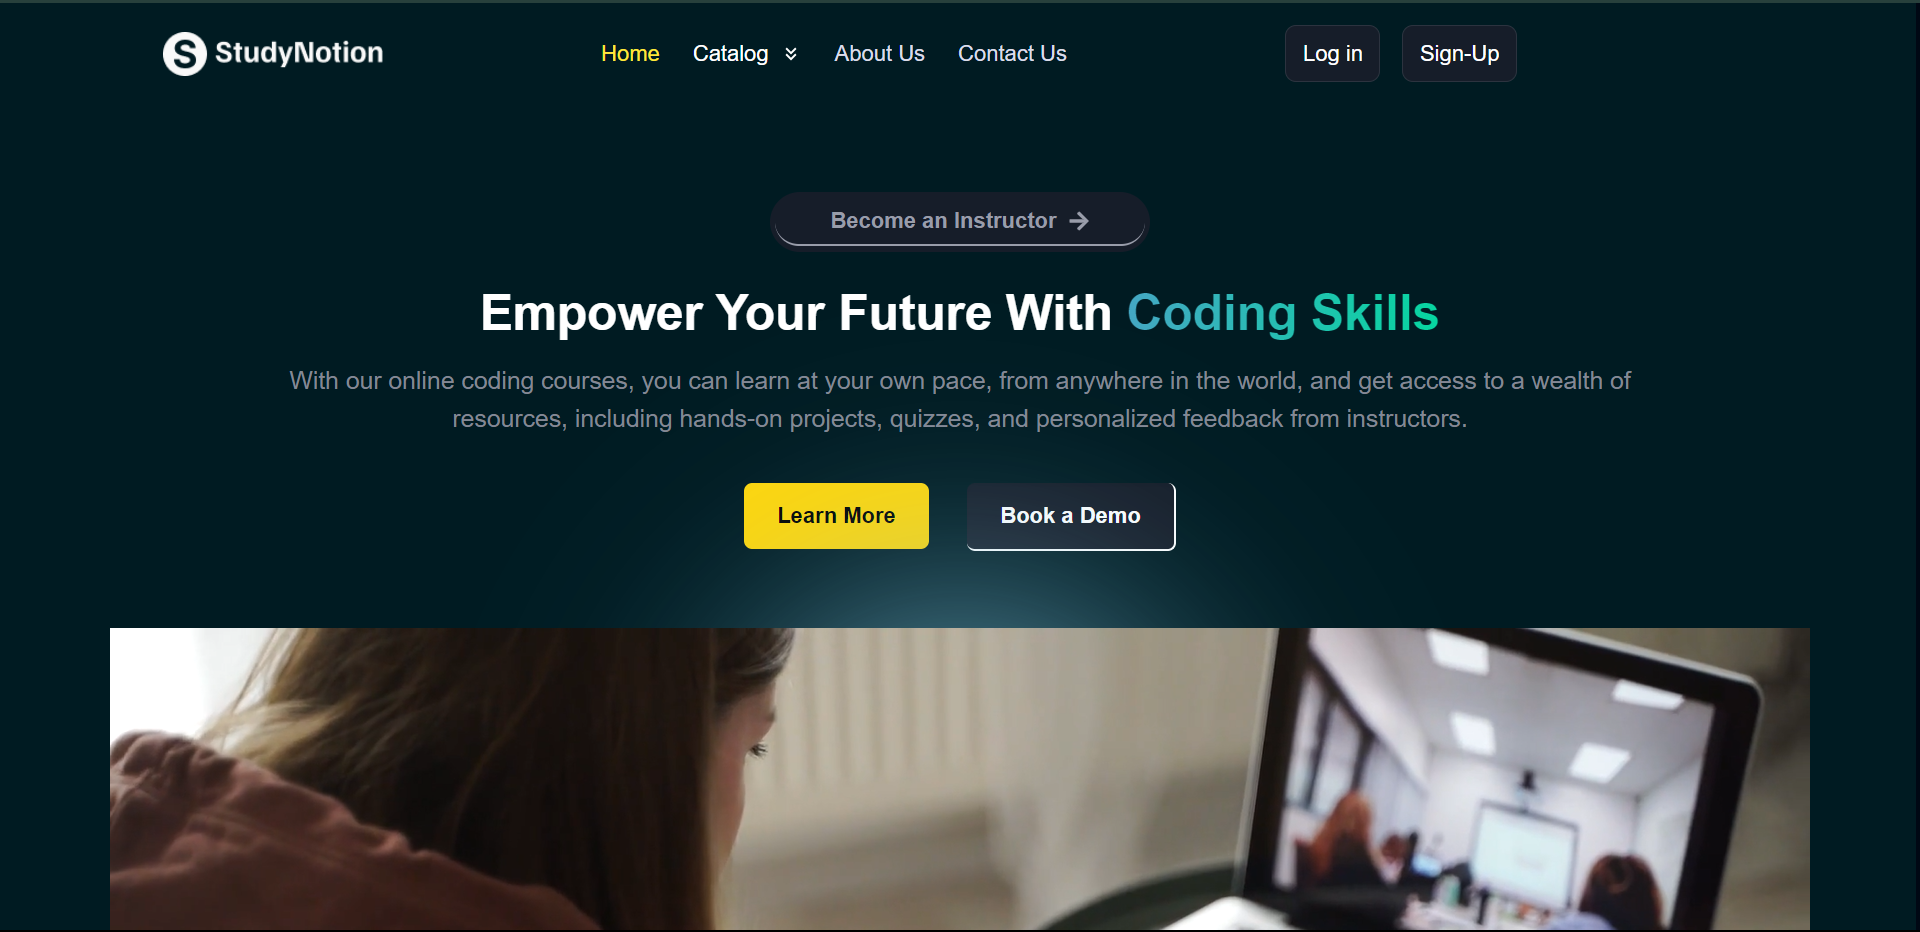 S StudyNotion
Home Catalog About Us Contact Us
Log in Sign-Up
Become an Instructor
Empower Your Future With Coding Skills
With our online coding courses, you can learn at your own pace, from anywhere in the world, and get access to a wealth of
resources, including hands-on projects, quizzes, and personalized feedback from instructors.
Learn More Book a Demo